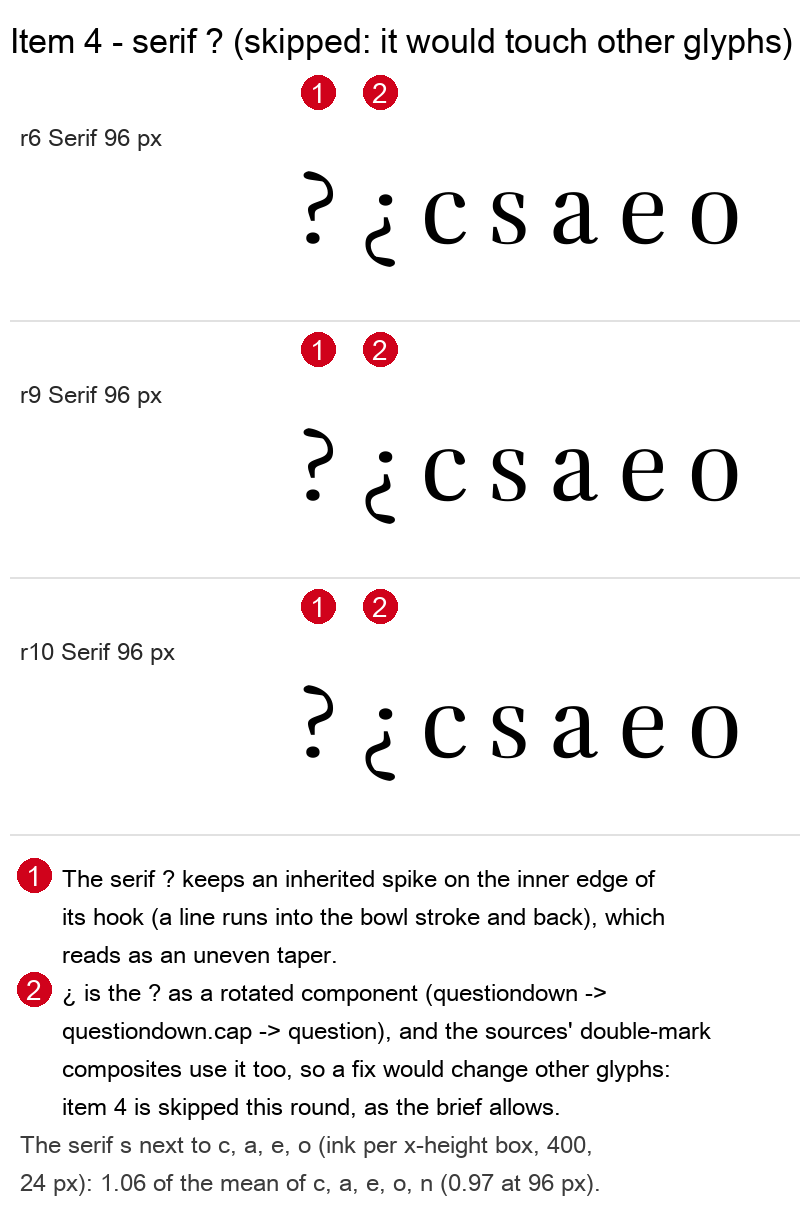 Item 4 - serif ? (skipped: it would touch other glyphs)
1 2
r6 Serif 96 px
? ¿ c s a e o
1 2
r9 Serif 96 px
? ¿ c s a e o
1 2
r10 Serif 96 px
? ¿ c s a e o
1 The serif ? keeps an inherited spike on the inner edge of
its hook (a line runs into the bowl stroke and back), which
reads as an uneven taper.
2 ¿ is the ? as a rotated component (questiondown ->
questiondown.cap -> question), and the sources' double-mark
composites use it too, so a fix would change other glyphs:
item 4 is skipped this round, as the brief allows.
The serif s next to c, a, e, o (ink per x-height box, 400,
24 px): 1.06 of the mean of c, a, e, o, n (0.97 at 96 px).